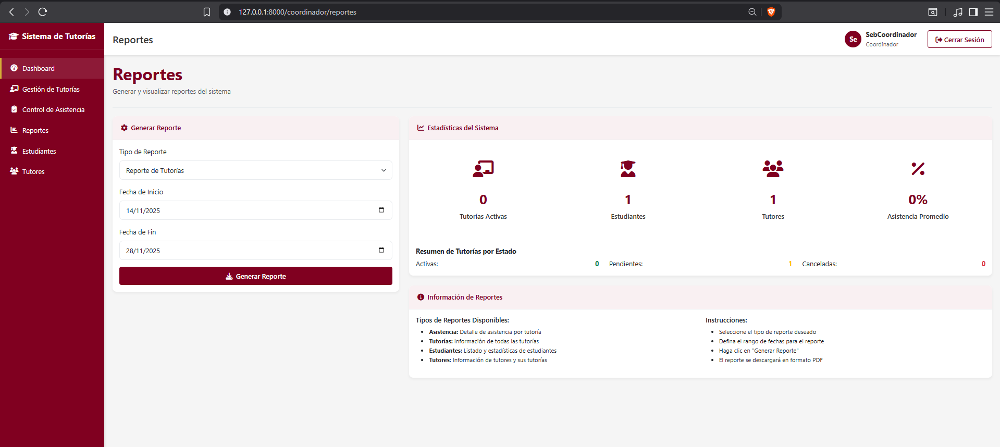 127.0.0.1:8000/coordinador/reportes
Sistema de Tutorías
Dashboard
Gestión de Tutorías
Control de Asistencia
Reportes
Estudiantes
Tutores
Reportes
Se
SebCoordinador
Coordinador
Cerrar Sesión
Reportes
Generar y visualizar reportes del sistema
Generar Reporte
Tipo de Reporte
Reporte de Tutorías
Fecha de Inicio
14/11/2025
Fecha de Fin
28/11/2025
Generar Reporte
Estadísticas del Sistema
0
Tutorías Activas
1
Estudiantes
1
Tutores
0%
Asistencia Promedio
Resumen de Tutorías por Estado
Activas: 0 Pendientes: 1 Canceladas: 0
Información de Reportes
Tipos de Reportes Disponibles:
Asistencia: Detalle de asistencia por tutoría
Tutorías: Información de todas las tutorías
Estudiantes: Listado y estadísticas de estudiantes
Tutores: Información de tutores y sus tutorías
Instrucciones:
Seleccione el tipo de reporte deseado
Defina el rango de fechas para el reporte
Haga clic en "Generar Reporte"
El reporte se descargará en formato PDF